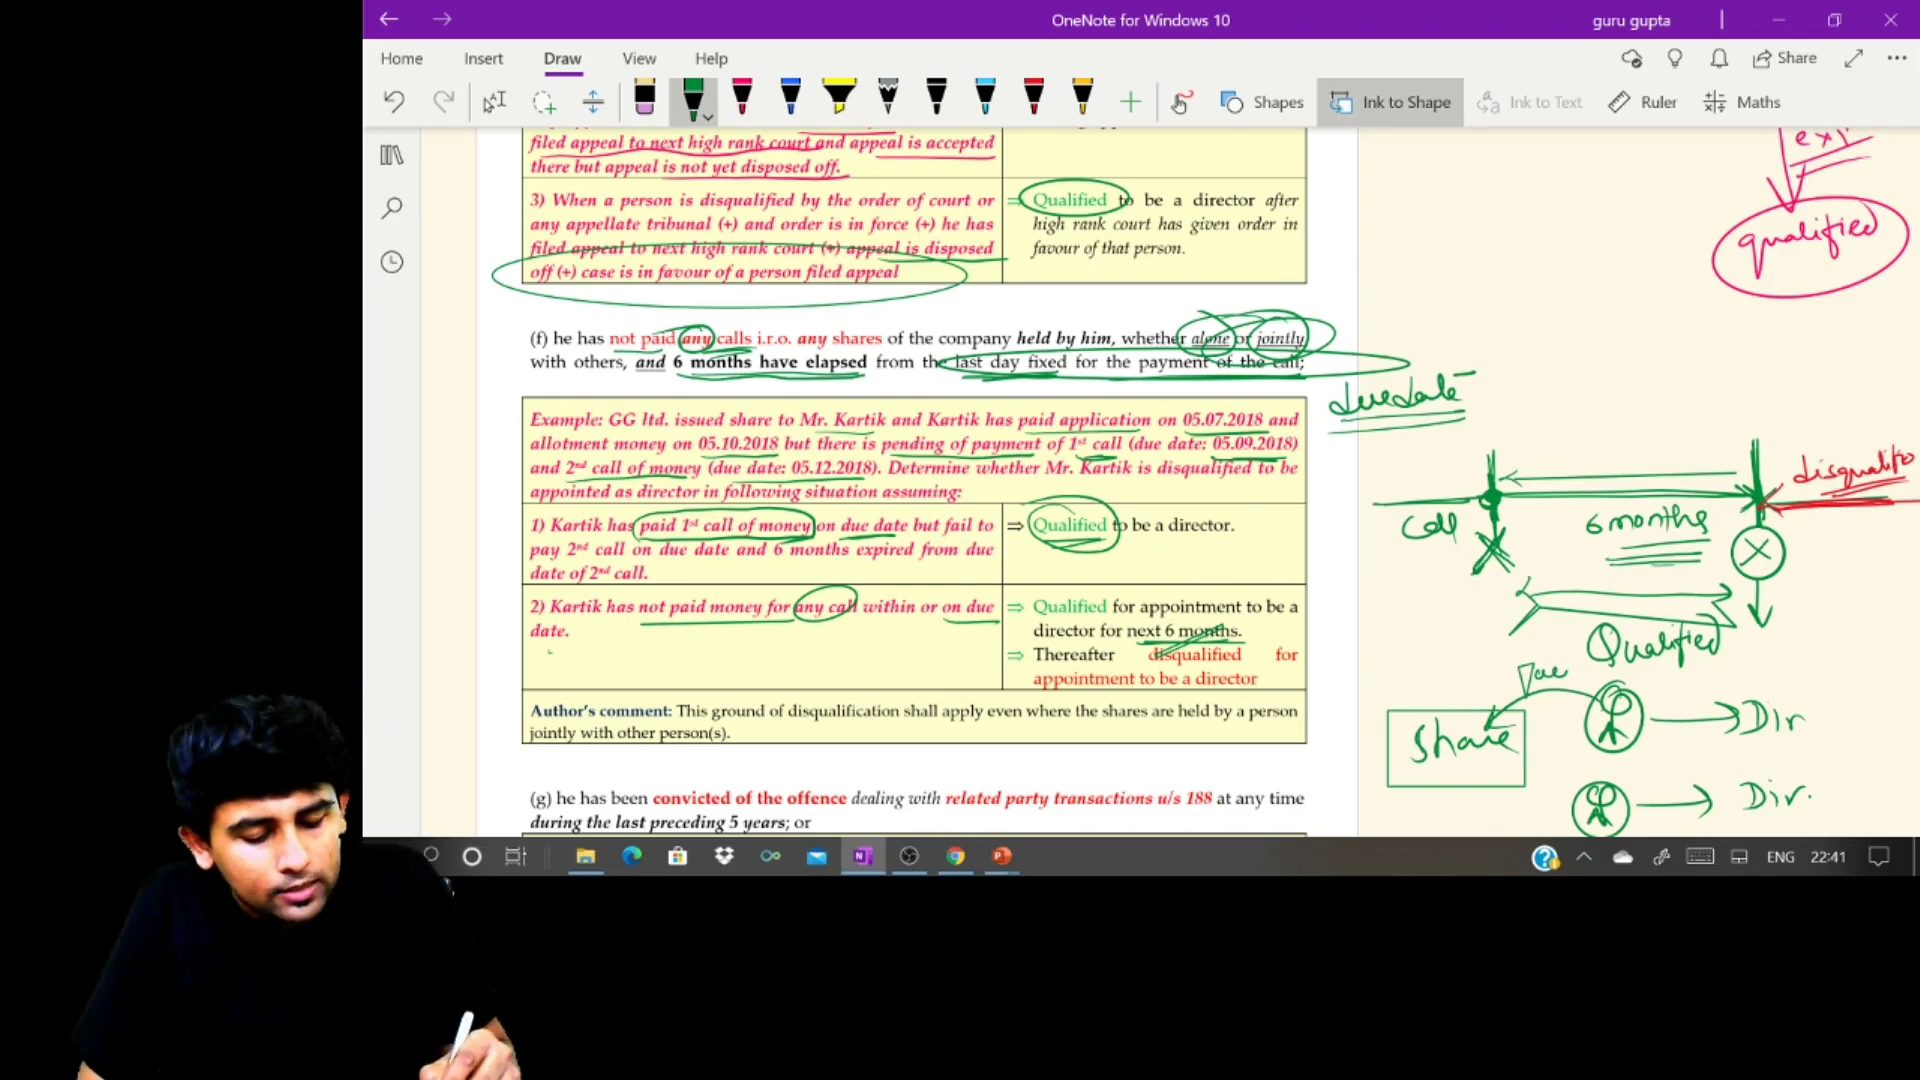 OneNote for Windows 10
guru gupta
Home Insert Draw View Help
Share
Shapes
Ink to Shape
Ink to Text
Ruler
Maths
filed appeal to next high rank court and appeal is accepted
there but appeal is not yet disposed off.
3) When a person is disqualified by the order of court or
any appellate tribunal (+) and order is in force (+) he has
filed appeal to next high rank court (+) appeal is disposed
off (+) case is in favour of a person filed appeal
⇒ Qualified to be a director after
high rank court has given order in
favour of that person.
qualified
(f) he has not paid any calls i.r.o. any shares of the company held by him, whether alone or jointly
with others, and 6 months have elapsed from the last day fixed for the payment of the call;
due date
Example: GG ltd. issued share to Mr. Kartik and Kartik has paid application on 05.07.2018 and
allotment money on 05.10.2018 but there is pending of payment of 1st call (due date: 05.09.2018)
and 2nd call of money (due date: 05.12.2018). Determine whether Mr. Kartik is disqualified to be
appointed as director in following situation assuming:
1) Kartik has paid 1st call of money on due date but fail to
pay 2nd call on due date and 6 months expired from due
date of 2nd call.
⇒ Qualified to be a director.
2) Kartik has not paid money for any call within or on due
date.
⇒ Qualified for appointment to be a
director for next 6 months.
⇒ Thereafter disqualified for
appointment to be a director
Author's comment: This ground of disqualification shall apply even where the shares are held by a person
jointly with other person(s).
(g) he has been convicted of the offence dealing with related party transactions u/s 188 at any time
during the last preceding 5 years; or
Call
6 months
Qualified
Share
Dir
Dir.
ENG 22:41